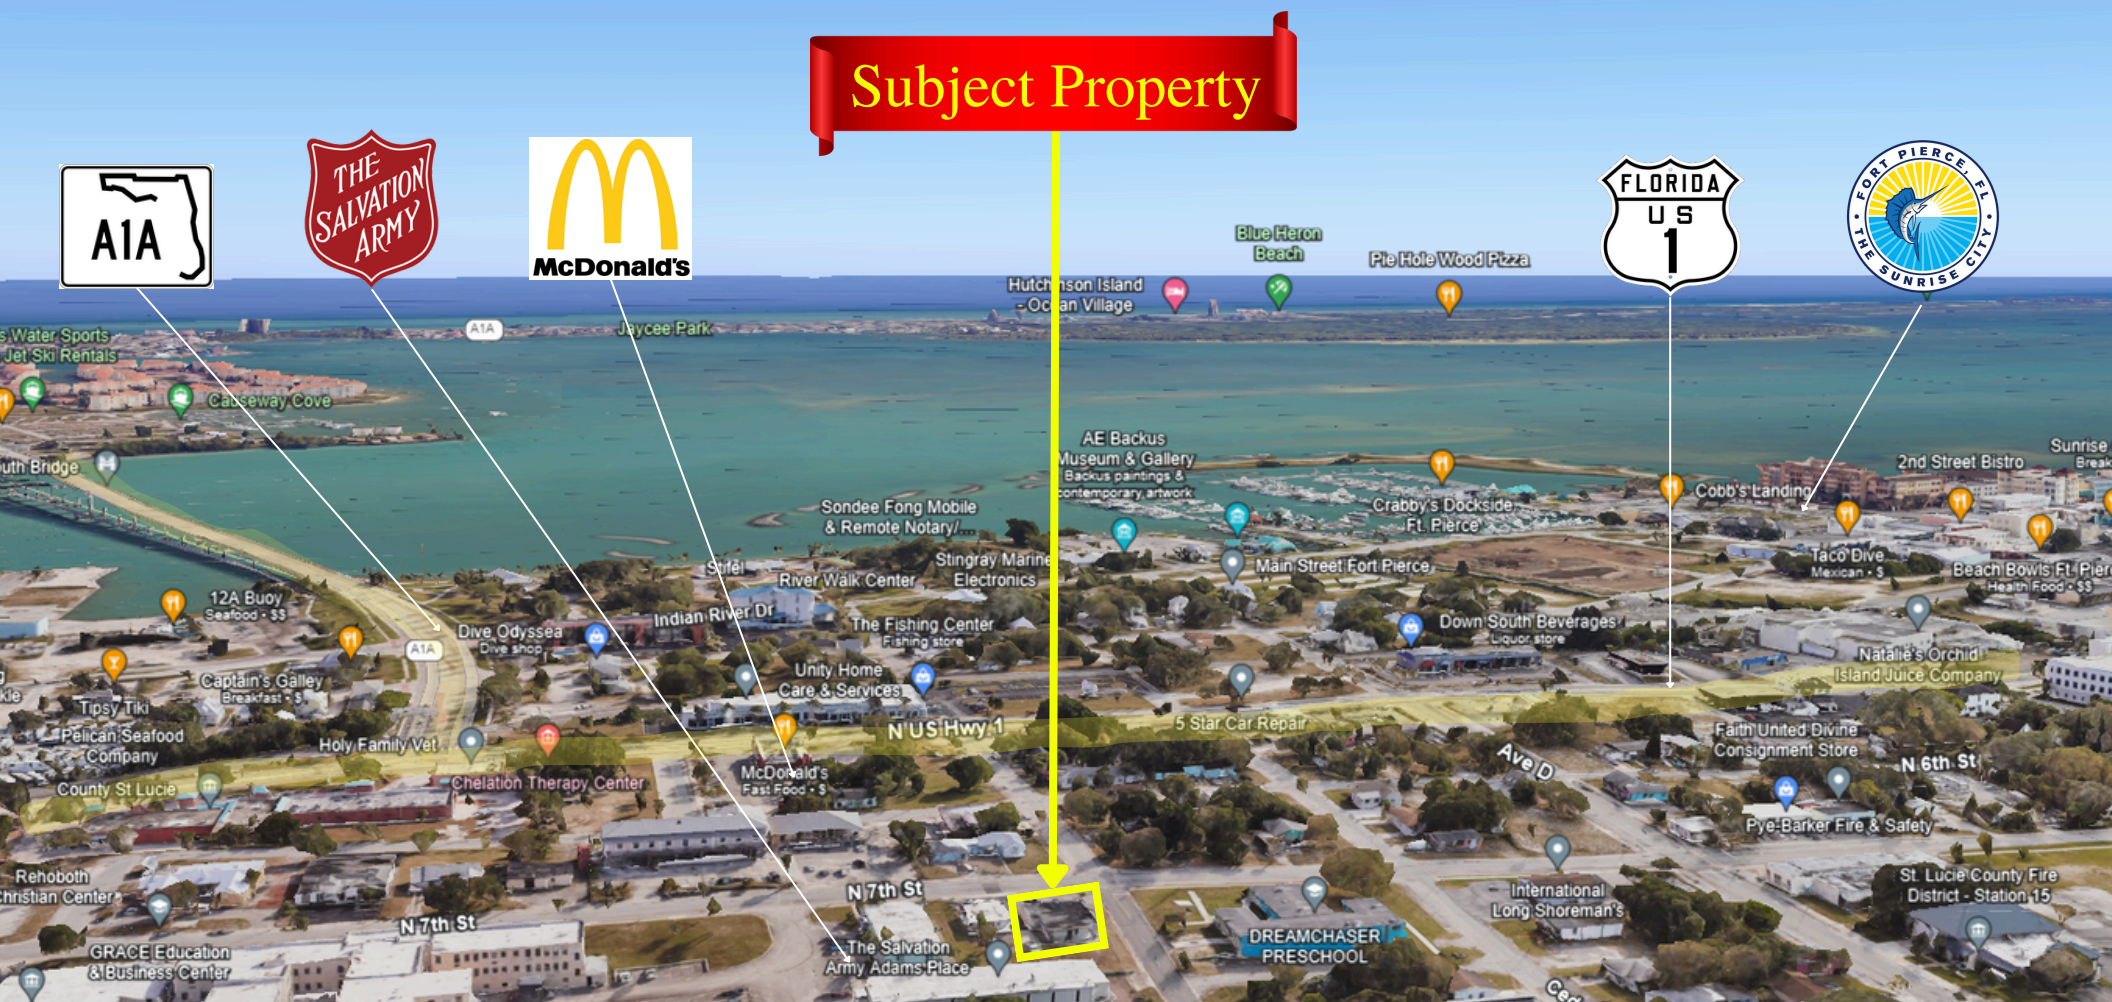 Subject Property
A1A
THE
SALVATION
ARMY
McDonald's
FLORIDA
US
1
FORT PIERCE, FL
THE SUNRISE CITY
Blue Heron
Beach
Pie Hole Wood Pizza
Hutchinson Island
- Ocean Village
A1A
Jaycee Park
s Water Sports
Jet Ski Rentals
Causeway Cove
uth Bridge
AE Backus
Museum & Gallery
Backus paintings &
contemporary artwork
Crabby's Dockside
Ft. Pierce
Cobb's Landing
2nd Street Bistro
Sunrise
Break
Sondee Fong Mobile
& Remote Notary/...
Stingray Marine
Electronics
Main Street Fort Pierce
Taco Dive
Mexican • $
Beach Bowls Ft. Pier
Health Food • $$
Stifel
River Walk Center
12A Buoy
Seafood • $$
Indian River Dr
Dive Odyssea
Dive shop
The Fishing Center
Fishing store
Down South Beverages
Liquor store
A1A
Natalie's Orchid
Island Juice Company
Captain's Galley
Breakfast • $
Unity Home
Care & Services
kle
Tipsy Tiki
Pelican Seafood
Company
Holy Family Vet
N US Hwy 1
5 Star Car Repair
Faith United Divine
Consignment Store
Ave D
N 6th St
County St Lucie
Chelation Therapy Center
McDonald's
Fast Food • $
Pye-Barker Fire & Safety
Rehoboth
Christian Center
N 7th St
N 7th St
International
Long Shoremen's
St. Lucie County Fire
District - Station 15
GRACE Education
& Business Center
The Salvation
Army Adams Place
DREAMCHASER
PRESCHOOL
Ced